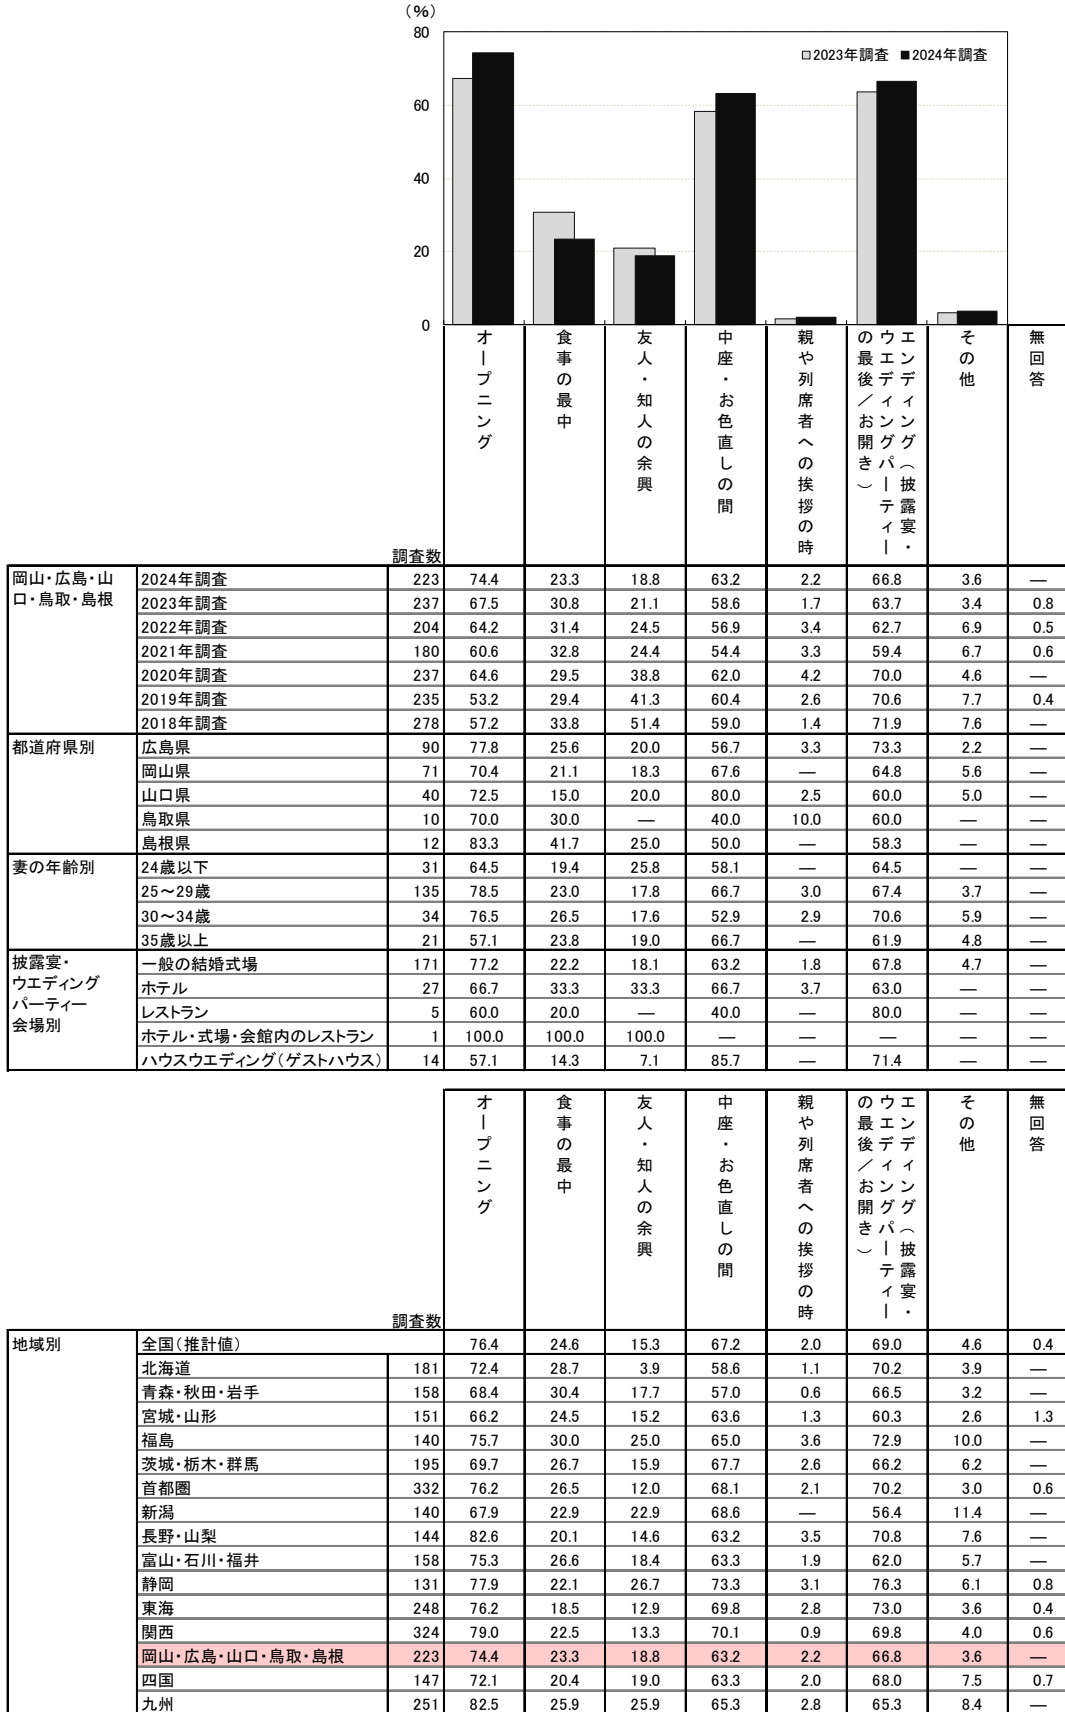 （%）
80
60
40
20
0
□2023年調査 ■2024年調査
調査数 オープニング 食事の最中 友人・知人の余興 中座・お色直しの間 親や列席者への挨拶の時 エンディング（披露宴・ウエディングパーティーの最後／お開き） その他 無回答
岡山・広島・山口・鳥取・島根 2024年調査 223 74.4 23.3 18.8 63.2 2.2 66.8 3.6 —
2023年調査 237 67.5 30.8 21.1 58.6 1.7 63.7 3.4 0.8
2022年調査 204 64.2 31.4 24.5 56.9 3.4 62.7 6.9 0.5
2021年調査 180 60.6 32.8 24.4 54.4 3.3 59.4 6.7 0.6
2020年調査 237 64.6 29.5 38.8 62.0 4.2 70.0 4.6 —
2019年調査 235 53.2 29.4 41.3 60.4 2.6 70.6 7.7 0.4
2018年調査 278 57.2 33.8 51.4 59.0 1.4 71.9 7.6 —
都道府県別 広島県 90 77.8 25.6 20.0 56.7 3.3 73.3 2.2 —
岡山県 71 70.4 21.1 18.3 67.6 — 64.8 5.6 —
山口県 40 72.5 15.0 20.0 80.0 2.5 60.0 5.0 —
鳥取県 10 70.0 30.0 — 40.0 10.0 60.0 — —
島根県 12 83.3 41.7 25.0 50.0 — 58.3 — —
妻の年齢別 24歳以下 31 64.5 19.4 25.8 58.1 — 64.5 — —
25～29歳 135 78.5 23.0 17.8 66.7 3.0 67.4 3.7 —
30～34歳 34 76.5 26.5 17.6 52.9 2.9 70.6 5.9 —
35歳以上 21 57.1 23.8 19.0 66.7 — 61.9 4.8 —
披露宴・ウエディングパーティー会場別 一般の結婚式場 171 77.2 22.2 18.1 63.2 1.8 67.8 4.7 —
ホテル 27 66.7 33.3 33.3 66.7 3.7 63.0 — —
レストラン 5 60.0 20.0 — 40.0 — 80.0 — —
ホテル・式場・会館内のレストラン 1 100.0 100.0 100.0 — — — — —
ハウスウエディング（ゲストハウス） 14 57.1 14.3 7.1 85.7 — 71.4 — —
調査数 オープニング 食事の最中 友人・知人の余興 中座・お色直しの間 親や列席者への挨拶の時 エンディング（披露宴・ウエディングパーティーの最後／お開き） その他 無回答
地域別 全国（推計値） 76.4 24.6 15.3 67.2 2.0 69.0 4.6 0.4
北海道 181 72.4 28.7 3.9 58.6 1.1 70.2 3.9 —
青森・秋田・岩手 158 68.4 30.4 17.7 57.0 0.6 66.5 3.2 —
宮城・山形 151 66.2 24.5 15.2 63.6 1.3 60.3 2.6 1.3
福島 140 75.7 30.0 25.0 65.0 3.6 72.9 10.0 —
茨城・栃木・群馬 195 69.7 26.7 15.9 67.7 2.6 66.2 6.2 —
首都圏 332 76.2 26.5 12.0 68.1 2.1 70.2 3.0 0.6
新潟 140 67.9 22.9 22.9 68.6 — 56.4 11.4 —
長野・山梨 144 82.6 20.1 14.6 63.2 3.5 70.8 7.6 —
富山・石川・福井 158 75.3 26.6 18.4 63.3 1.9 62.0 5.7 —
静岡 131 77.9 22.1 26.7 73.3 3.1 76.3 6.1 0.8
東海 248 76.2 18.5 12.9 69.8 2.8 73.0 3.6 0.4
関西 324 79.0 22.5 13.3 70.1 0.9 69.8 4.0 0.6
岡山・広島・山口・鳥取・島根 223 74.4 23.3 18.8 63.2 2.2 66.8 3.6 —
四国 147 72.1 20.4 19.0 63.3 2.0 68.0 7.5 0.7
九州 251 82.5 25.9 25.9 65.3 2.8 65.3 8.4 —